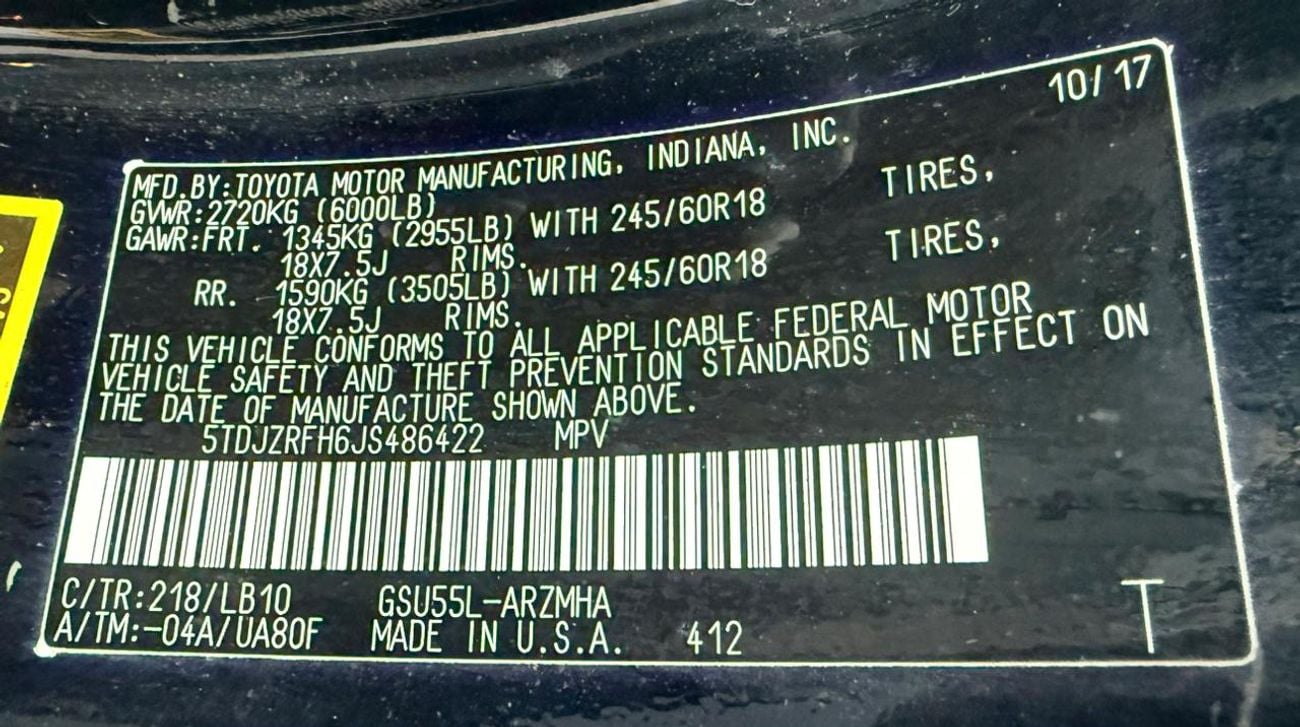 10/17
MFD.BY:TOYOTA MOTOR MANUFACTURING, INDIANA, INC.
GVWR:2720KG (6000LB)
GAWR:FRT. 1345KG (2955LB) WITH 245/60R18 TIRES,
18X7.5J RIMS.
RR. 1590KG (3505LB) WITH 245/60R18 TIRES,
18X7.5J RIMS.
THIS VEHICLE CONFORMS TO ALL APPLICABLE FEDERAL MOTOR
VEHICLE SAFETY AND THEFT PREVENTION STANDARDS IN EFFECT ON
THE DATE OF MANUFACTURE SHOWN ABOVE.
5TDJZRFH6JS486422 MPV
C/TR:218/LB10 GSU55L-ARZMHA
A/TM:-04A/UA80F MADE IN U.S.A. 412
T